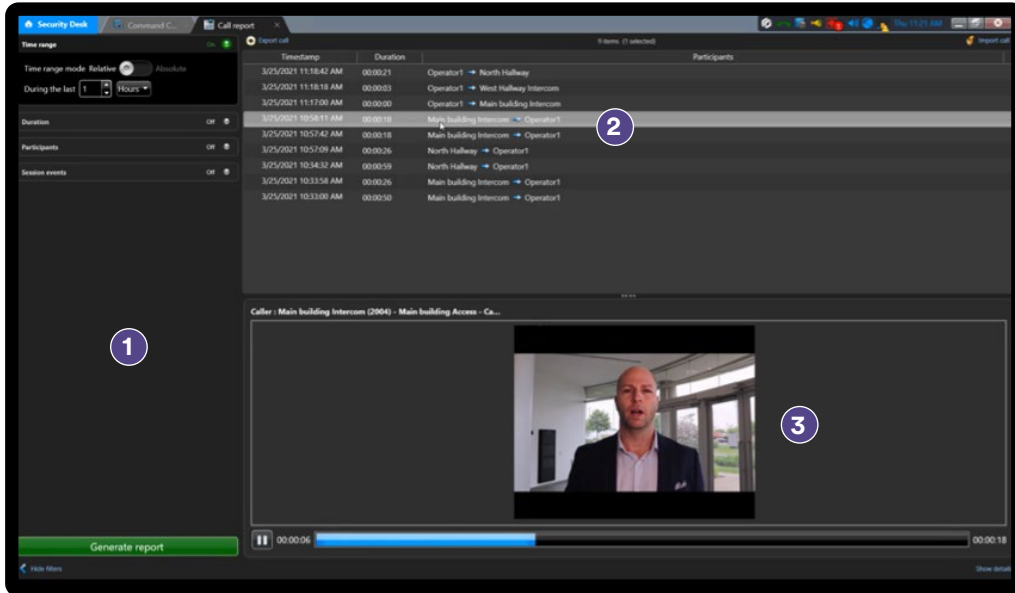 Security Desk
Command C...
Call report
Thu 11:21 AM
Time range
On
Export call
9 items (1 selected)
Import call
Timestamp
Duration
Participants
Time range mode Relative Absolute
During the last 1 Hours
Duration Off
Participants Off
Session events Off
3/25/2021 11:18:42 AM 00:00:21 Operator1 → North Hallway
3/25/2021 11:18:18 AM 00:00:03 Operator1 → West Hallway Intercom
3/25/2021 11:17:00 AM 00:00:00 Operator1 → Main building Intercom
3/25/2021 10:58:11 AM 00:00:18 Main building Intercom → Operator1
2
3/25/2021 10:57:42 AM 00:00:18 Main building Intercom → Operator1
3/25/2021 10:57:09 AM 00:00:26 North Hallway → Operator1
3/25/2021 10:34:32 AM 00:00:59 North Hallway → Operator1
3/25/2021 10:33:58 AM 00:00:26 Main building Intercom → Operator1
3/25/2021 10:33:00 AM 00:00:50 Main building Intercom → Operator1
Caller : Main building Intercom (2004) - Main building Access - Ca...
1
3
00:00:06
00:00:18
Generate report
Hide filters
Show details